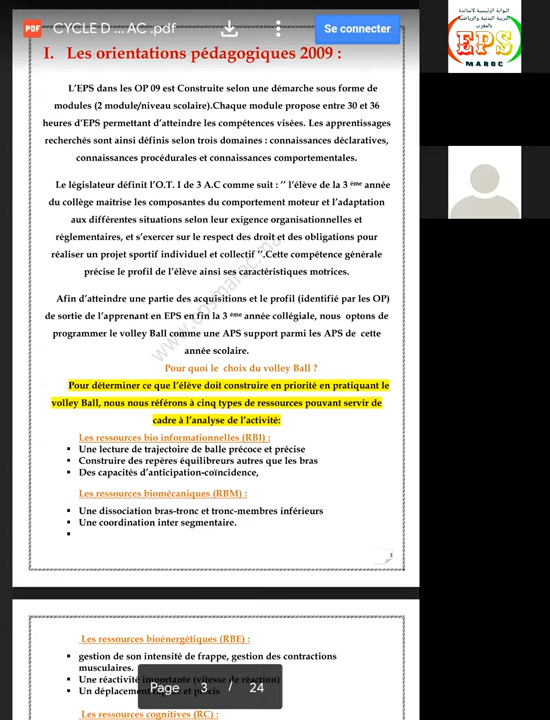 PDF CYCLE D ... AC .pdf
Se connecter
البوابة الرئيسية لأساتذة
التربية البدنية والرياضية
بالمغرب
EPS
MAROC
I. Les orientations pédagogiques 2009 :
L’EPS dans les OP 09 est Construite selon une démarche sous forme de
modules (2 module/niveau scolaire).Chaque module propose entre 30 et 36
heures d’EPS permettant d’atteindre les compétences visées. Les apprentissages
recherchés sont ainsi définis selon trois domaines : connaissances déclaratives,
connaissances procédurales et connaissances comportementales.
Le législateur définit l’O.T. I de 3 A.C comme suit : ‘’ l’élève de la 3 ème année
du collège maitrise les composantes du comportement moteur et l’adaptation
aux différentes situations selon leur exigence organisationnelles et
réglementaires, et s’exercer sur le respect des droit et des obligations pour
réaliser un projet sportif individuel et collectif ‘’.Cette compétence générale
précise le profil de l’élève ainsi ses caractéristiques motrices.
Afin d’atteindre une partie des acquisitions et le profil (identifié par les OP)
de sortie de l’apprenant en EPS en fin la 3 ème année collégiale, nous optons de
programmer le volley Ball comme une APS support parmi les APS de cette
année scolaire.
www.epsmaroc.ma
Pour quoi le choix du volley Ball ?
Pour déterminer ce que l’élève doit construire en priorité en pratiquant le
volley Ball, nous nous référons à cinq types de ressources pouvant servir de
cadre à l’analyse de l’activité:
Les ressources bio informationnelles (RBI) :
▪ Une lecture de trajectoire de balle précoce et précise
▪ Construire des repères équilibreurs autres que les bras
▪ Des capacités d’anticipation-coïncidence,
Les ressources biomécaniques (RBM) :
▪ Une dissociation bras-tronc et tronc-membres inférieurs
▪ Une coordination inter segmentaire.
▪
3
Les ressources bioénergétiques (RBE) :
▪ gestion de son intensité de frappe, gestion des contractions
musculaires.
▪ Une réactivité importante (vitesse de réaction)
▪ Un déplacement et précis
Page 3 / 24
Les ressources cognitives (RC) :